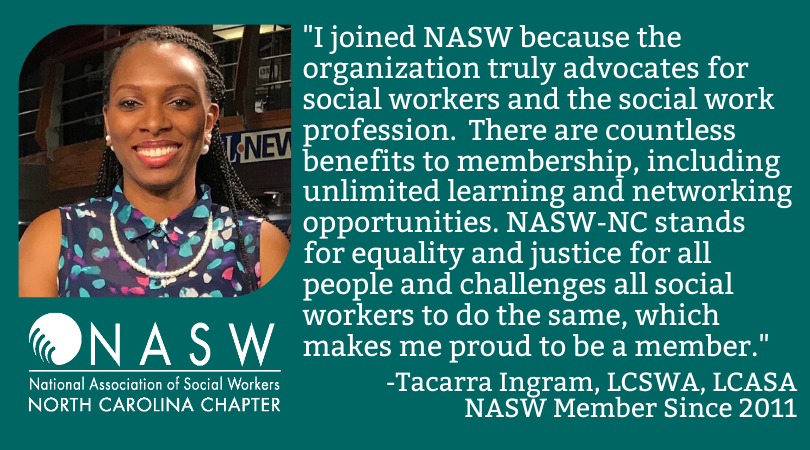 "I joined NASW because the
organization truly advocates for
social workers and the social work
profession.  There are countless
benefits to membership, including
unlimited learning and networking
opportunities. NASW-NC stands
for equality and justice for all
people and challenges all social
workers to do the same, which
makes me proud to be a member."
-Tacarra Ingram, LCSWA, LCASA
NASW Member Since 2011
NEW
NASW
National Association of Social Workers
NORTH CAROLINA CHAPTER